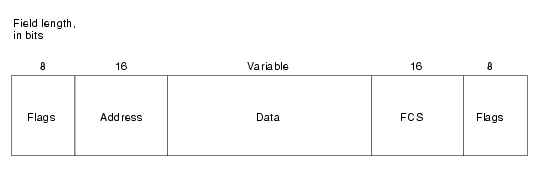 Field length,
in bits
8 16 Variable 16 8
Flags Address Data FCS Flags